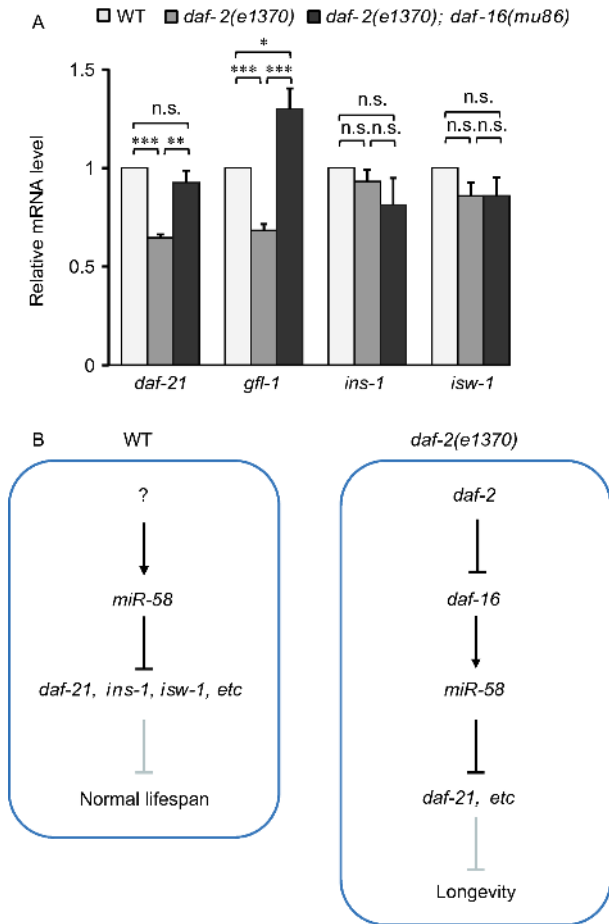 A
WT daf-2(e1370) daf-2(e1370); daf-16(mu86)
Relative mRNA level
1.5
1
0.5
0
n.s.
*** **
*
*** ***
n.s.
n.s. n.s.
n.s.
n.s. n.s.
daf-21 gfl-1 ins-1 isw-1
B
WT
?
miR-58
daf-21, ins-1, isw-1, etc
Normal lifespan
daf-2(e1370)
daf-2
daf-16
miR-58
daf-21, etc
Longevity